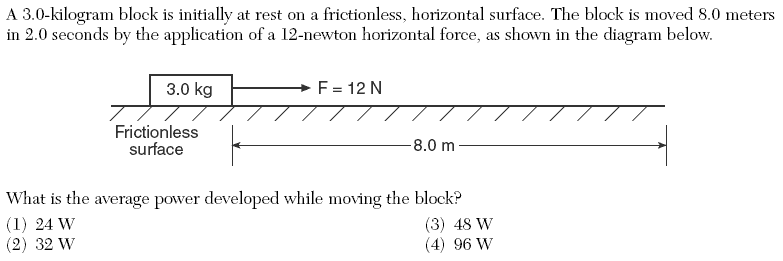 A 3.0-kilogram block is initially at rest on a frictionless, horizontal surface. The block is moved 8.0 meters
in 2.0 seconds by the application of a 12-newton horizontal force, as shown in the diagram below.
3.0 kg
F = 12 N
Frictionless
surface
8.0 m
What is the average power developed while moving the block?
(1) 24 W
(2) 32 W
(3) 48 W
(4) 96 W